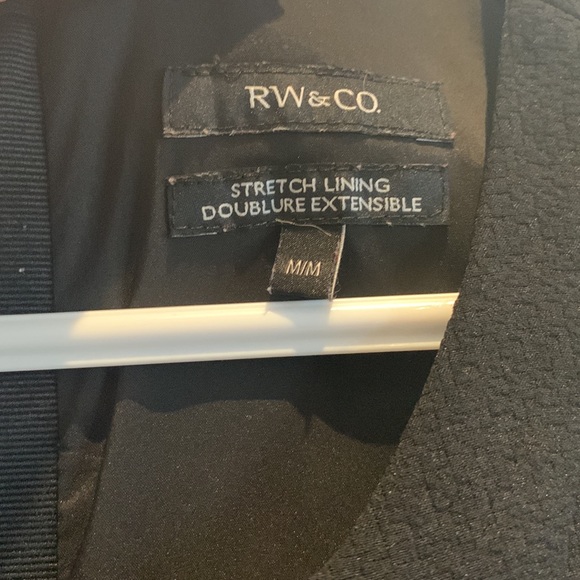 RW&CO.
STRETCH LINING
DOUBLURE EXTENSIBLE
M/M